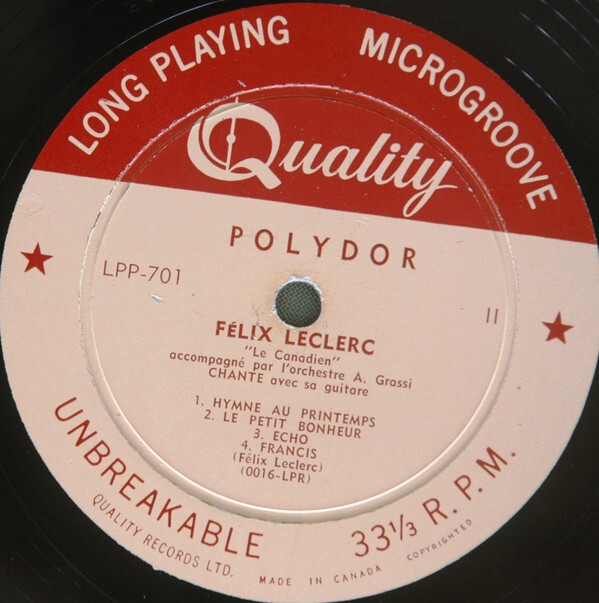 LONG PLAYING MICROGROOVE
Quality
POLYDOR
LPP-701
II
FÉLIX LECLERC
"Le Canadien"
accompagné par l'orchestre A. Grassi
CHANTE avec sa guitare
1. HYMNE AU PRINTEMPS
2. LE PETIT BONHEUR
3. ECHO
4. FRANCIS
(Félix Leclerc)
(0016-LPR)
UNBREAKABLE
33⅓ R.P.M.
QUALITY RECORDS LTD.
MADE IN CANADA
COPYRIGHTED